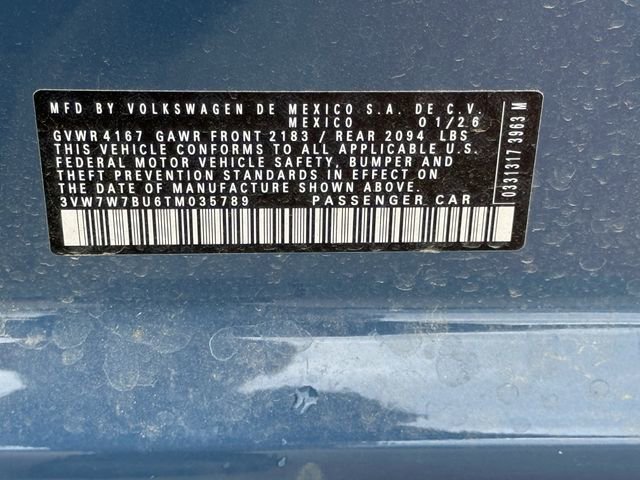 MFD BY VOLKSWAGEN DE MEXICO S.A. DE C.V.
MEXICO 01/26
GVWR 4167 GAWR FRONT 2183 / REAR 2094 LBS
THIS VEHICLE CONFORMS TO ALL APPLICABLE U.S.
FEDERAL MOTOR VEHICLE SAFETY, BUMPER AND
THEFT PREVENTION STANDARDS IN EFFECT ON
THE DATE OF MANUFACTURE SHOWN ABOVE.
3VW7W7BU6TM035789 PASSENGER CAR
0331317 3963 M